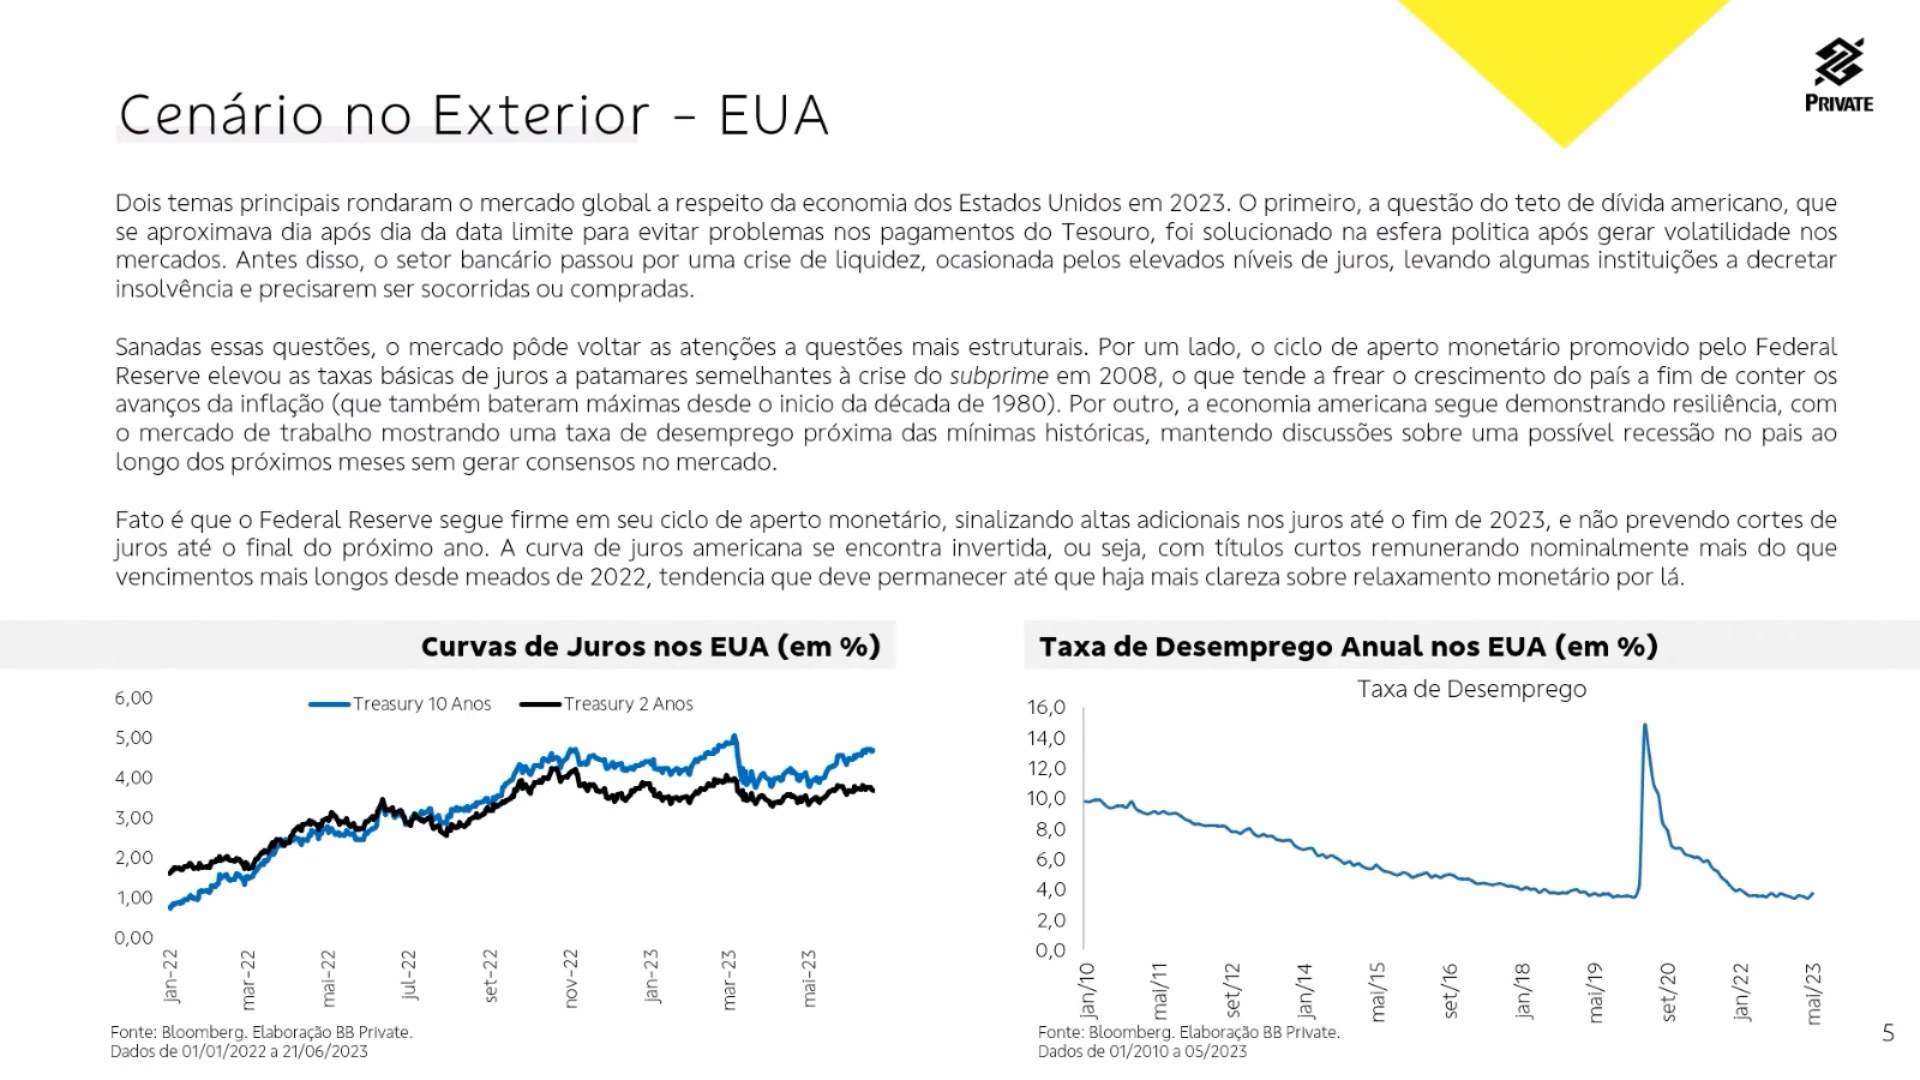 PRIVATE
Cenário no Exterior – EUA
Dois temas principais rondaram o mercado global a respeito da economia dos Estados Unidos em 2023. O primeiro, a questão do teto de dívida americano, que
se aproximava dia após dia da data limite para evitar problemas nos pagamentos do Tesouro, foi solucionado na esfera politica após gerar volatilidade nos
mercados. Antes disso, o setor bancário passou por uma crise de liquidez, ocasionada pelos elevados níveis de juros, levando algumas instituições a decretar
insolvência e precisarem ser socorridas ou compradas.
Sanadas essas questões, o mercado pôde voltar as atenções a questões mais estruturais. Por um lado, o ciclo de aperto monetário promovido pelo Federal
Reserve elevou as taxas básicas de juros a patamares semelhantes à crise do subprime em 2008, o que tende a frear o crescimento do país a fim de conter os
avanços da inflação (que também bateram máximas desde o inicio da década de 1980). Por outro, a economia americana segue demonstrando resiliência, com
o mercado de trabalho mostrando uma taxa de desemprego próxima das mínimas históricas, mantendo discussões sobre uma possível recessão no pais ao
longo dos próximos meses sem gerar consensos no mercado.
Fato é que o Federal Reserve segue firme em seu ciclo de aperto monetário, sinalizando altas adicionais nos juros até o fim de 2023, e não prevendo cortes de
juros até o final do próximo ano. A curva de juros americana se encontra invertida, ou seja, com títulos curtos remunerando nominalmente mais do que
vencimentos mais longos desde meados de 2022, tendencia que deve permanecer até que haja mais clareza sobre relaxamento monetário por lá.
Curvas de Juros nos EUA (em %)
Treasury 10 Anos
Treasury 2 Anos
6,00
5,00
4,00
3,00
2,00
1,00
0,00
jan-22
mar-22
mai-22
jul-22
set-22
nov-22
jan-23
mar-23
mai-23
Fonte: Bloomberg. Elaboração BB Private.
Dados de 01/01/2022 a 21/06/2023
Taxa de Desemprego Anual nos EUA (em %)
Taxa de Desemprego
16,0
14,0
12,0
10,0
8,0
6,0
4,0
2,0
0,0
jan/10
mai/11
set/12
jan/14
mai/15
set/16
jan/18
mai/19
set/20
jan/22
mai/23
Fonte: Bloomberg. Elaboração BB Private.
Dados de 01/2010 a 05/2023
5